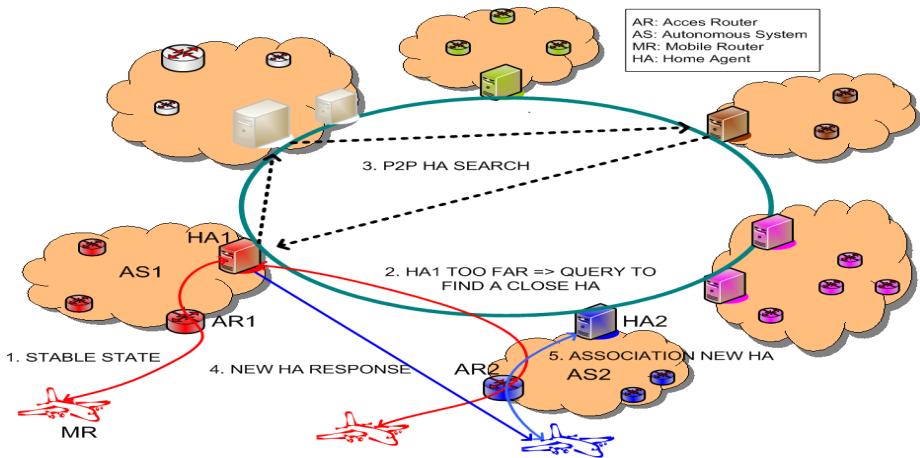 AR: Acces Router
AS: Autonomous System
MR: Mobile Router
HA: Home Agent
3. P2P HA SEARCH
HA1
AS1
2. HA1 TOO FAR => QUERY TO
FIND A CLOSE HA
AR1
HA2
1. STABLE STATE
4. NEW HA RESPONSE
AR2
5. ASSOCIATION NEW HA
AS2
MR